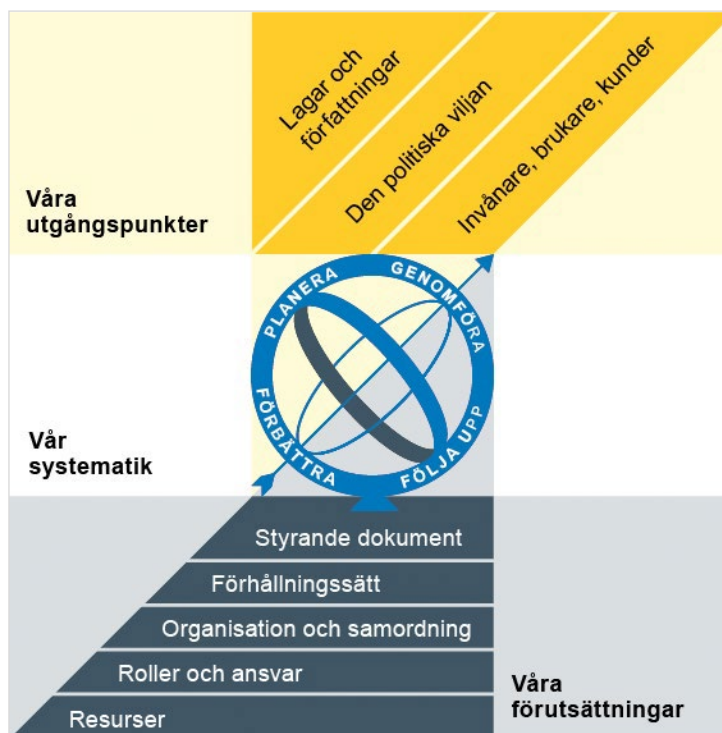 Lagar och
författningar
Den politiska viljan
Invånare, brukare, kunder
Våra
utgångspunkter
PLANERA
GENOMFÖRA
FÖRBÄTTRA
FÖLJA UPP
Vår
systematik
Styrande dokument
Förhållningssätt
Organisation och samordning
Roller och ansvar
Resurser
Våra
förutsättningar